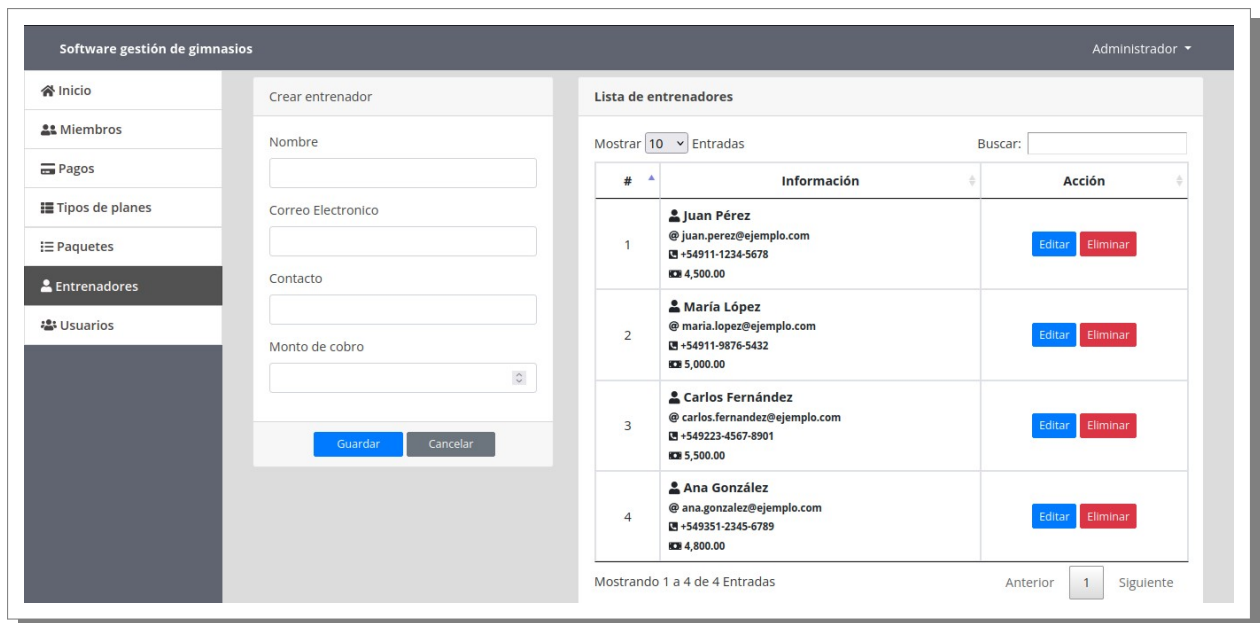 Software gestión de gimnasios
Administrador
Inicio
Miembros
Pagos
Tipos de planes
Paquetes
Entrenadores
Usuarios
Crear entrenador
Nombre
Correo Electronico
Contacto
Monto de cobro
Guardar Cancelar
Lista de entrenadores
Mostrar 10 Entradas Buscar:
# Información Acción
1
Juan Pérez
@ juan.perez@ejemplo.com
+54911-1234-5678
4,500.00
Editar Eliminar
2
María López
@ maria.lopez@ejemplo.com
+54911-9876-5432
5,000.00
Editar Eliminar
3
Carlos Fernández
@ carlos.fernandez@ejemplo.com
+549223-4567-8901
5,500.00
Editar Eliminar
4
Ana González
@ ana.gonzalez@ejemplo.com
+549351-2345-6789
4,800.00
Editar Eliminar
Mostrando 1 a 4 de 4 Entradas
Anterior 1 Siguiente